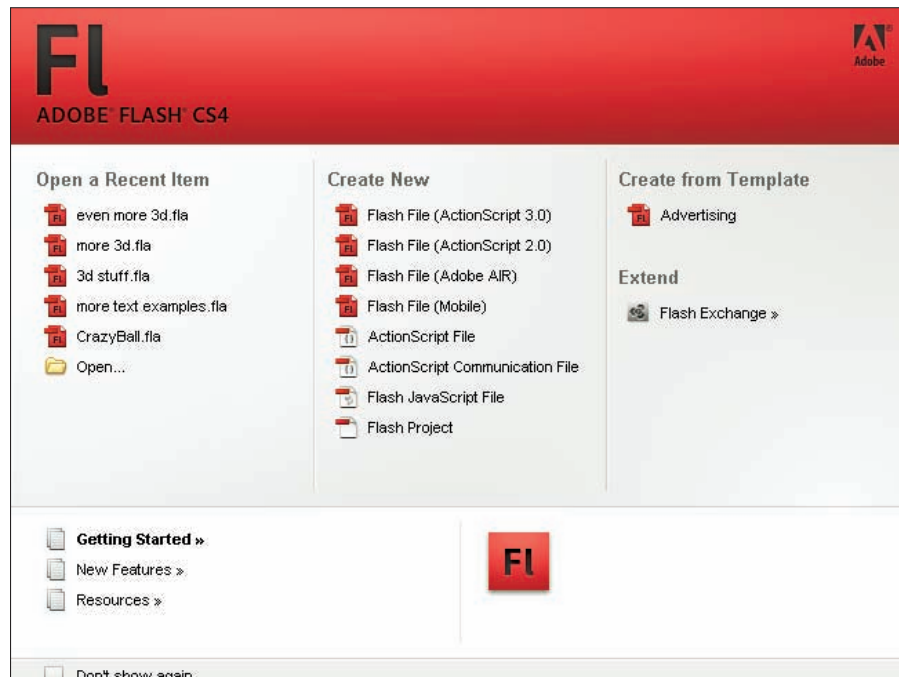 Fl
ADOBE® FLASH® CS4
Adobe®
Open a Recent Item
even more 3d.fla
more 3d.fla
3d stuff.fla
more text examples.fla
CrazyBall.fla
Open...
Create New
Flash File (ActionScript 3.0)
Flash File (ActionScript 2.0)
Flash File (Adobe AIR)
Flash File (Mobile)
ActionScript File
ActionScript Communication File
Flash JavaScript File
Flash Project
Create from Template
Advertising
Extend
Flash Exchange »
Getting Started »
New Features »
Resources »
Fl
Don't show again